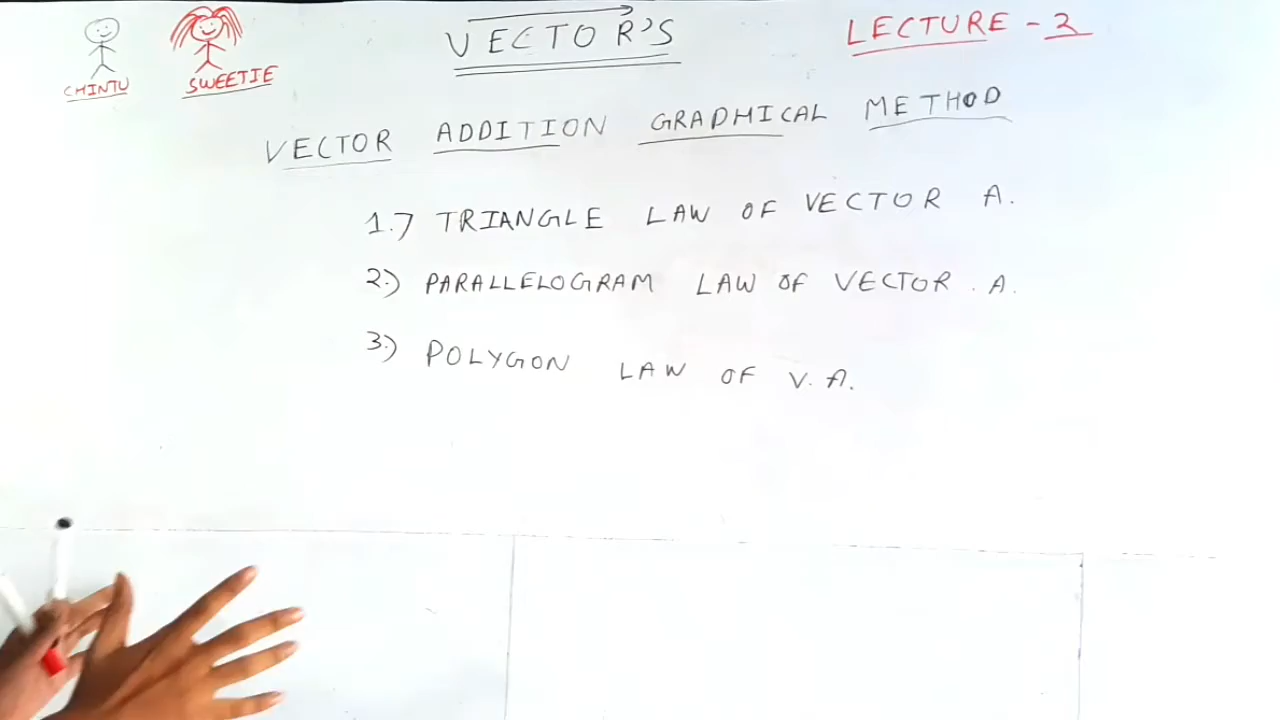 CHINTU
SWEETIE
VECTOR'S
LECTURE - 3
VECTOR ADDITION GRAPHICAL METHOD
1.) TRIANGLE LAW OF VECTOR A.
2.) PARALLELOGRAM LAW OF VECTOR . A.
3.) POLYGON LAW OF V. A.